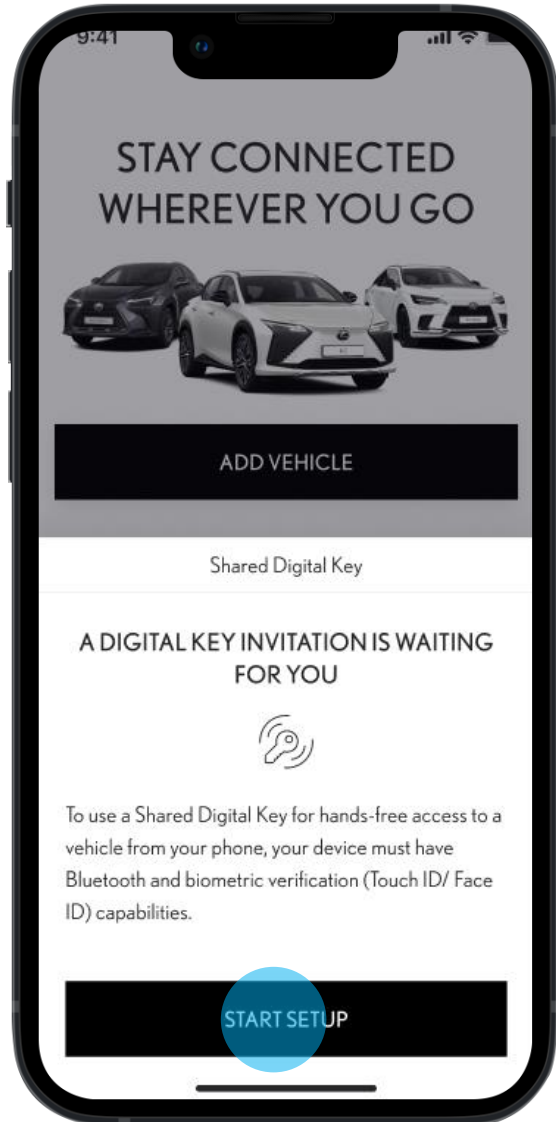 9:41
STAY CONNECTED
WHEREVER YOU GO
ADD VEHICLE
Shared Digital Key
A DIGITAL KEY INVITATION IS WAITING
FOR YOU
To use a Shared Digital Key for hands-free access to a
vehicle from your phone, your device must have
Bluetooth and biometric verification (Touch ID/ Face
ID) capabilities.
START SETUP